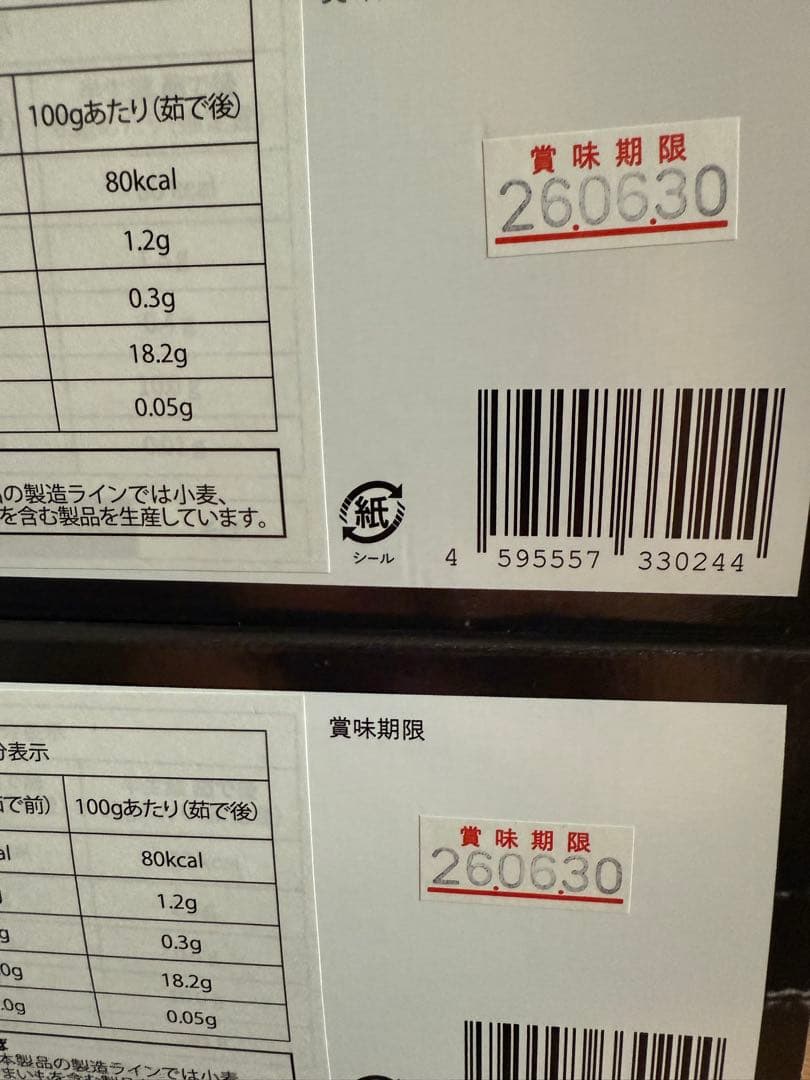 100gあたり(茹で後)
80kcal
1.2g
0.3g
18.2g
0.05g
の製造ラインでは小麦、
を含む製品を生産しています。
賞味期限
26.06.30
紙
シール
4 595557 330244
分表示
で前) 100gあたり(茹で後)
al 80kcal
1.2g
g 0.3g
0g 18.2g
.0g 0.05g
本製品の製造ラインでは小麦
賞味期限
賞味期限
26.06.30